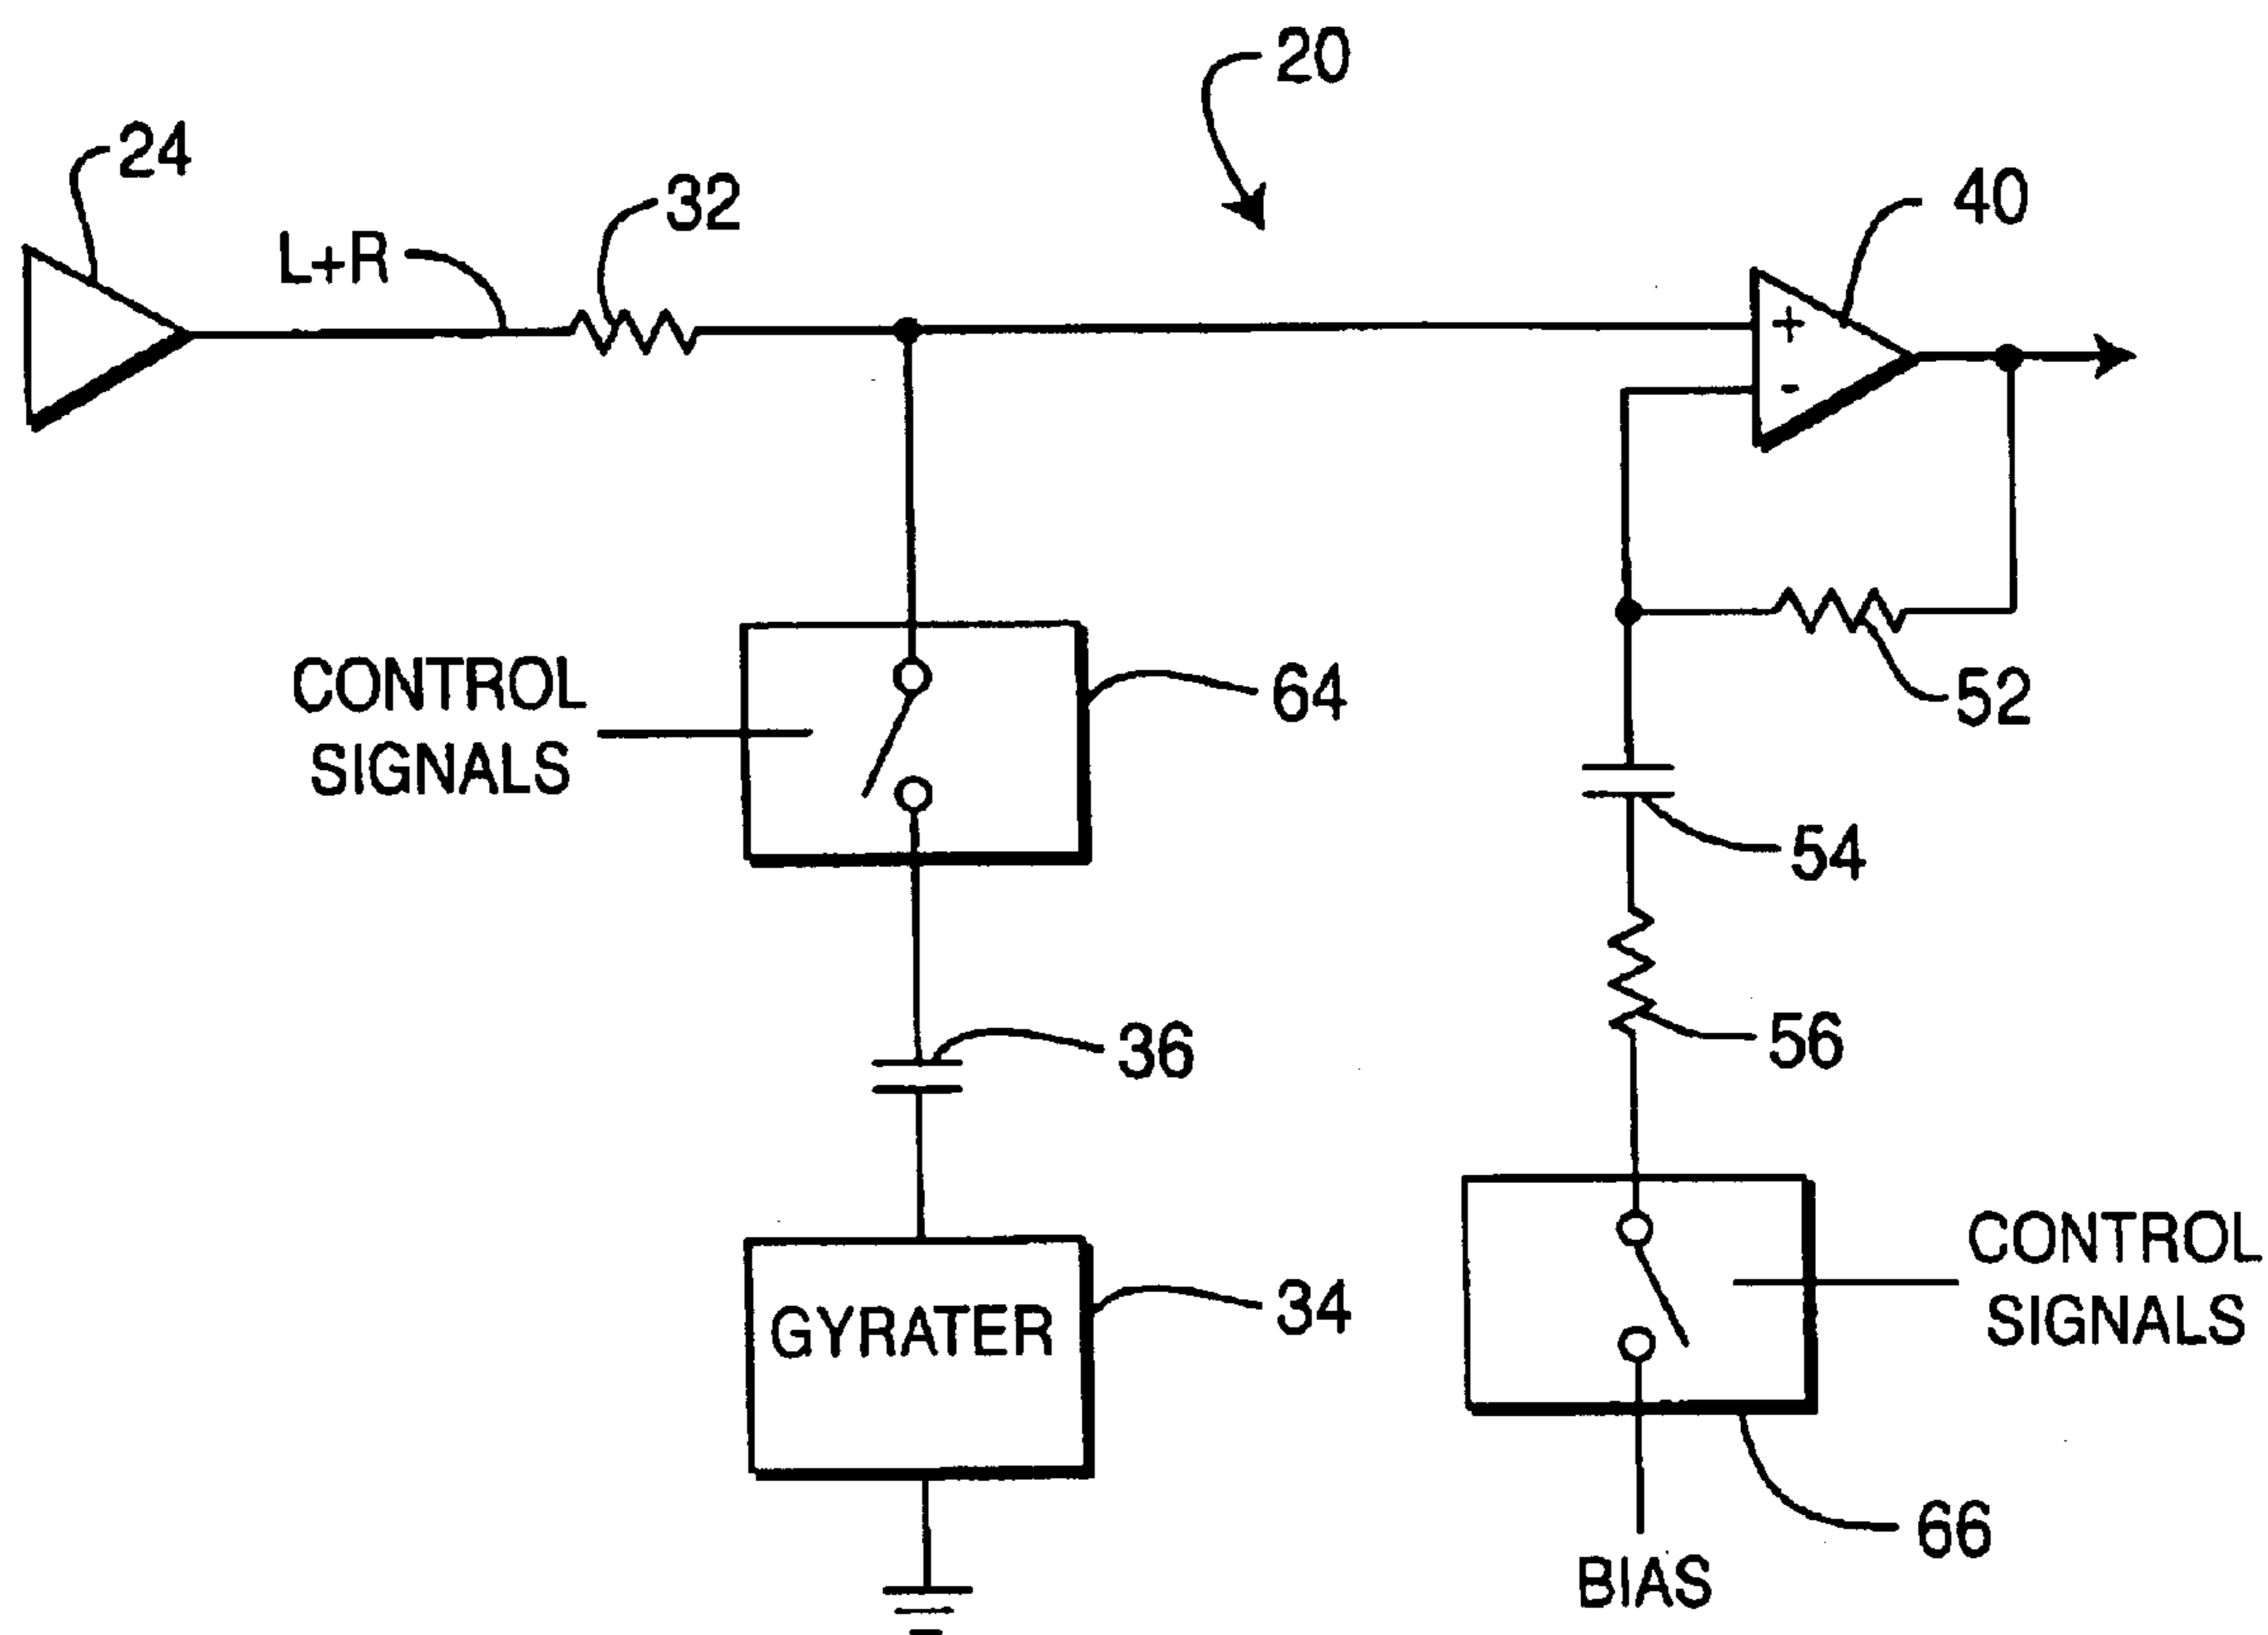 20
24
32
40
L+R
+
-
CONTROL
SIGNALS
64
52
54
36
56
GYRATER
34
CONTROL
SIGNALS
66
BIAS